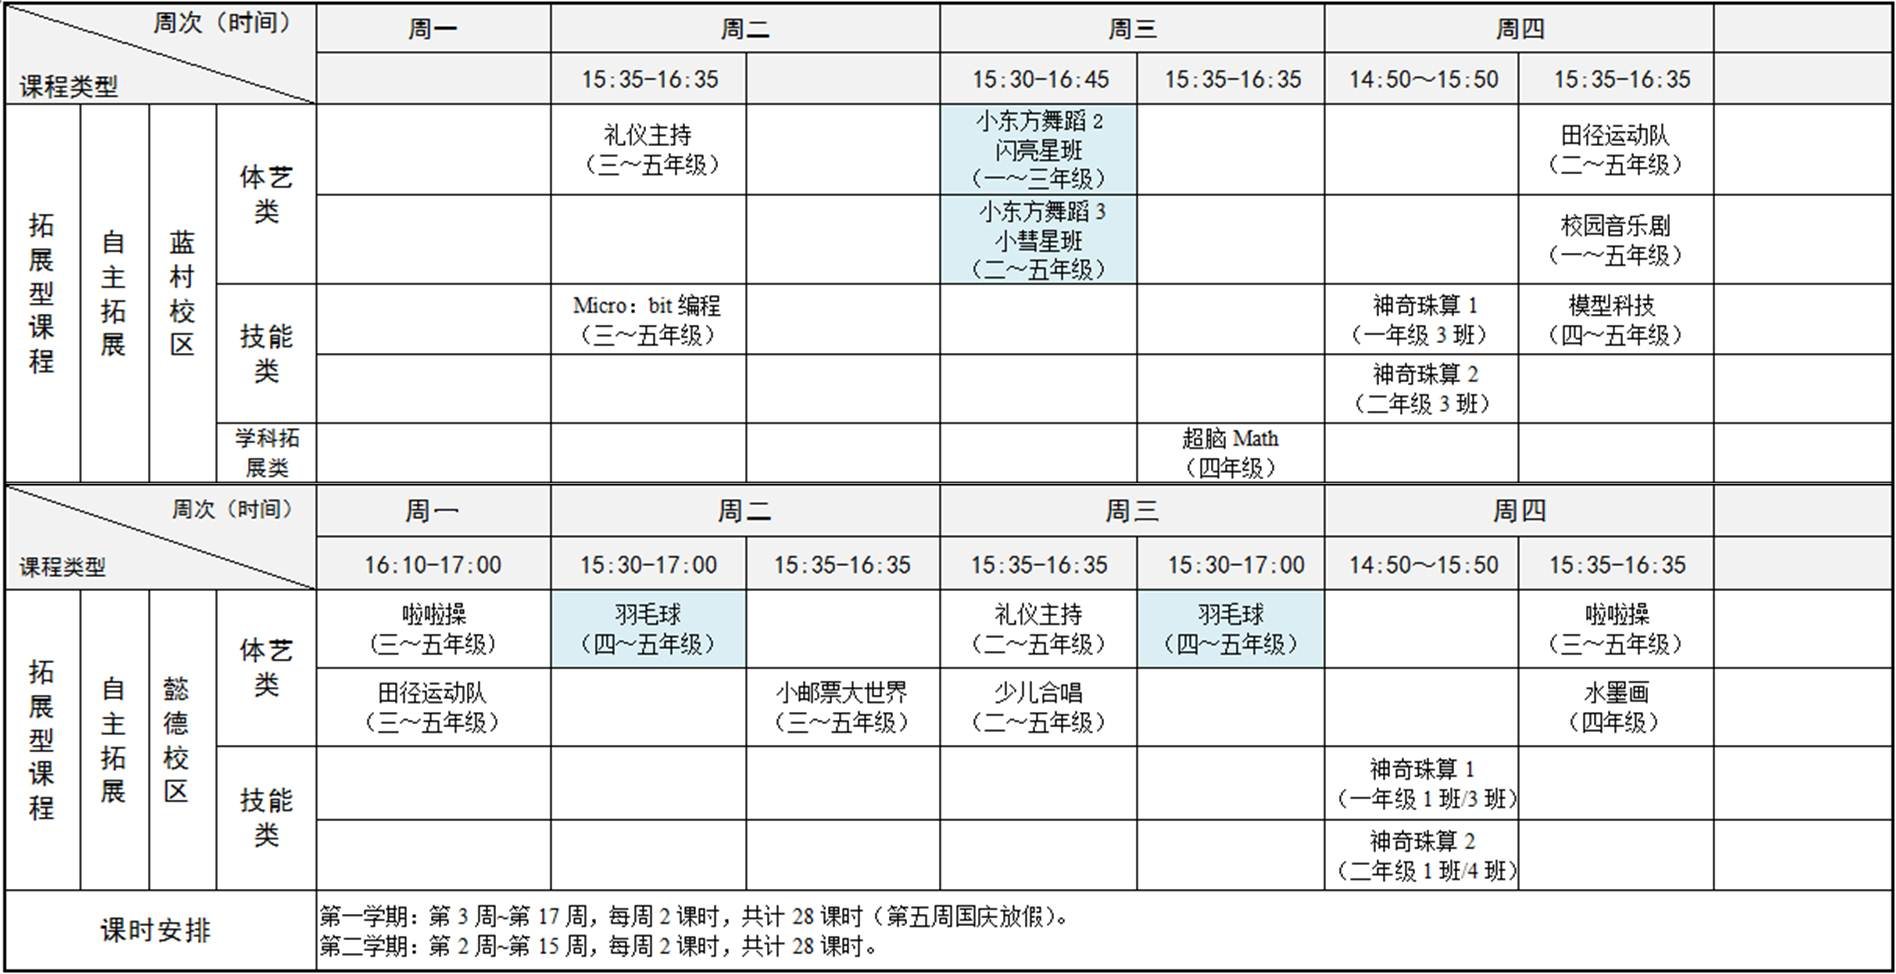 周次（时间）
课程类型
周一
周二
周三
周四
15:35-16:35
15:30-16:45
15:35-16:35
14:50～15:50
15:35-16:35
拓展型课程
自主拓展
蓝村校区
体艺
类
礼仪主持
（三～五年级）
小东方舞蹈 2
闪亮星班
（一～三年级）
田径运动队
（二～五年级）
小东方舞蹈 3
小彗星班
（二～五年级）
校园音乐剧
（一～五年级）
技能
类
Micro：bit 编程
（三～五年级）
神奇珠算 1
（一年级 3 班）
模型科技
（四～五年级）
神奇珠算 2
（二年级 3 班）
学科拓
展类
超脑 Math
（四年级）
周次（时间）
课程类型
周一
周二
周三
周四
16:10-17:00
15:30-17:00
15:35-16:35
15:35-16:35
15:30-17:00
14:50～15:50
15:35-16:35
拓展型课程
自主拓展
懿德校区
体艺
类
啦啦操
（三～五年级）
羽毛球
（四～五年级）
礼仪主持
（二～五年级）
羽毛球
（四～五年级）
啦啦操
（三～五年级）
田径运动队
（三～五年级）
小邮票大世界
（三～五年级）
少儿合唱
（二～五年级）
水墨画
（四年级）
技能
类
神奇珠算 1
（一年级 1 班/3 班）
神奇珠算 2
（二年级 1 班/4 班）
课时安排
第一学期：第 3 周~第 17 周，每周 2 课时，共计 28 课时（第五周国庆放假）。
第二学期：第 2 周~第 15 周，每周 2 课时，共计 28 课时。